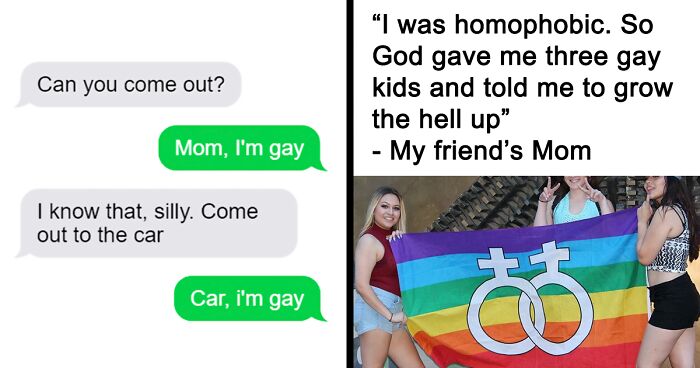 Can you come out?
Mom, I'm gay
I know that, silly. Come
out to the car
Car, i'm gay
“I was homophobic. So
God gave me three gay
kids and told me to grow
the hell up”
- My friend’s Mom